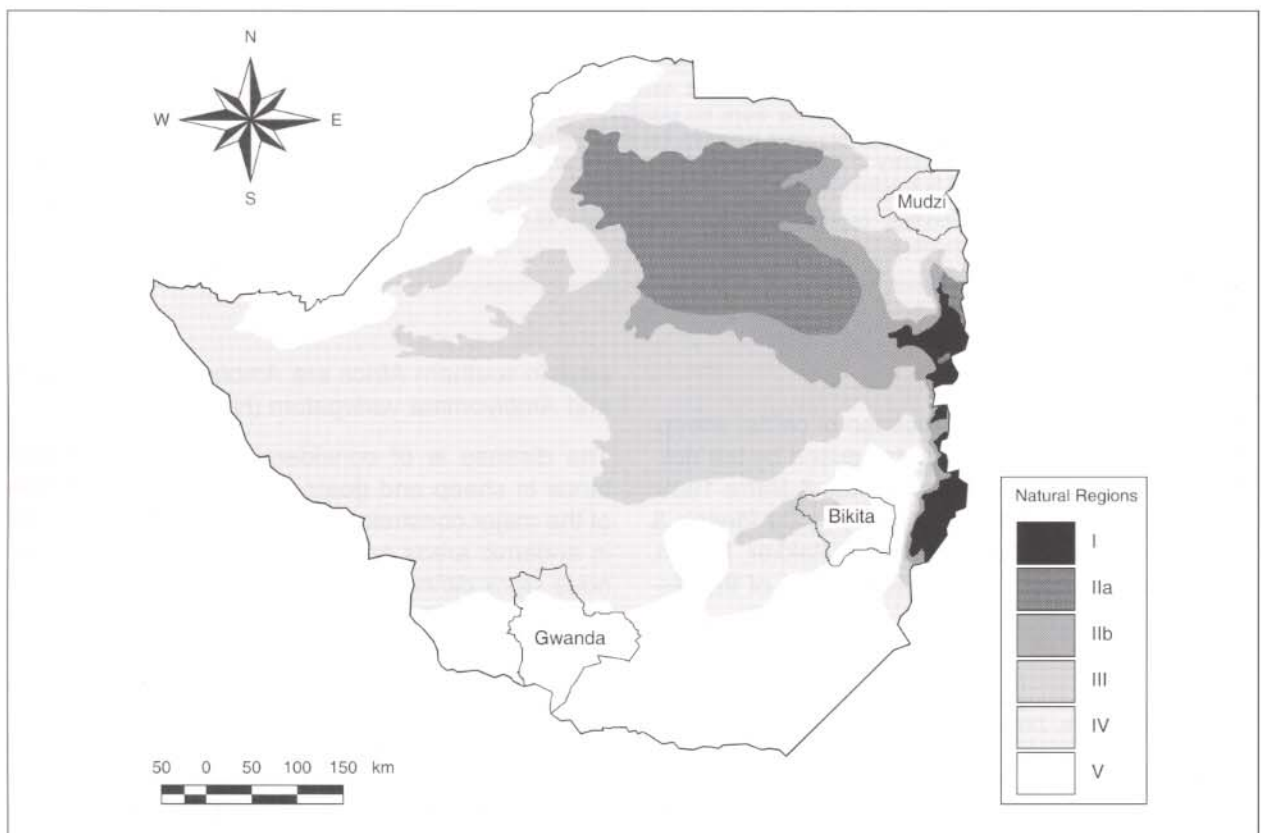 N
W E
S
Mudzi
Bikita
Gwanda
Natural Regions
I
IIa
IIb
III
IV
V
50 0 50 100 150 km